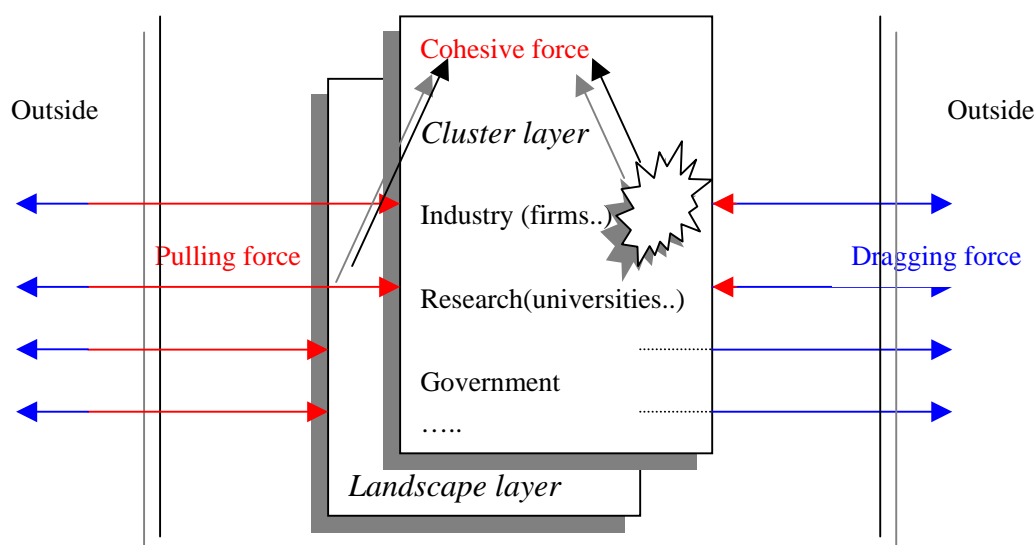 Cohesive force
Outside
Outside
Cluster layer
Industry (firms..)
Pulling force
Dragging force
Research(universities..)
Government
…..
Landscape layer